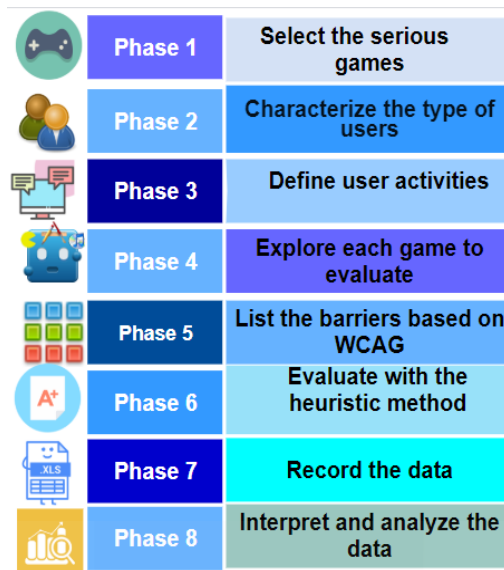 Phase 1
Select the serious
games
Phase 2
Characterize the type of
users
Phase 3
Define user activities
Phase 4
Explore each game to
evaluate
Phase 5
List the barriers based on
WCAG
Phase 6
A+
Evaluate with the
heuristic method
Phase 7
.XLS
Record the data
Phase 8
Interpret and analyze the
data